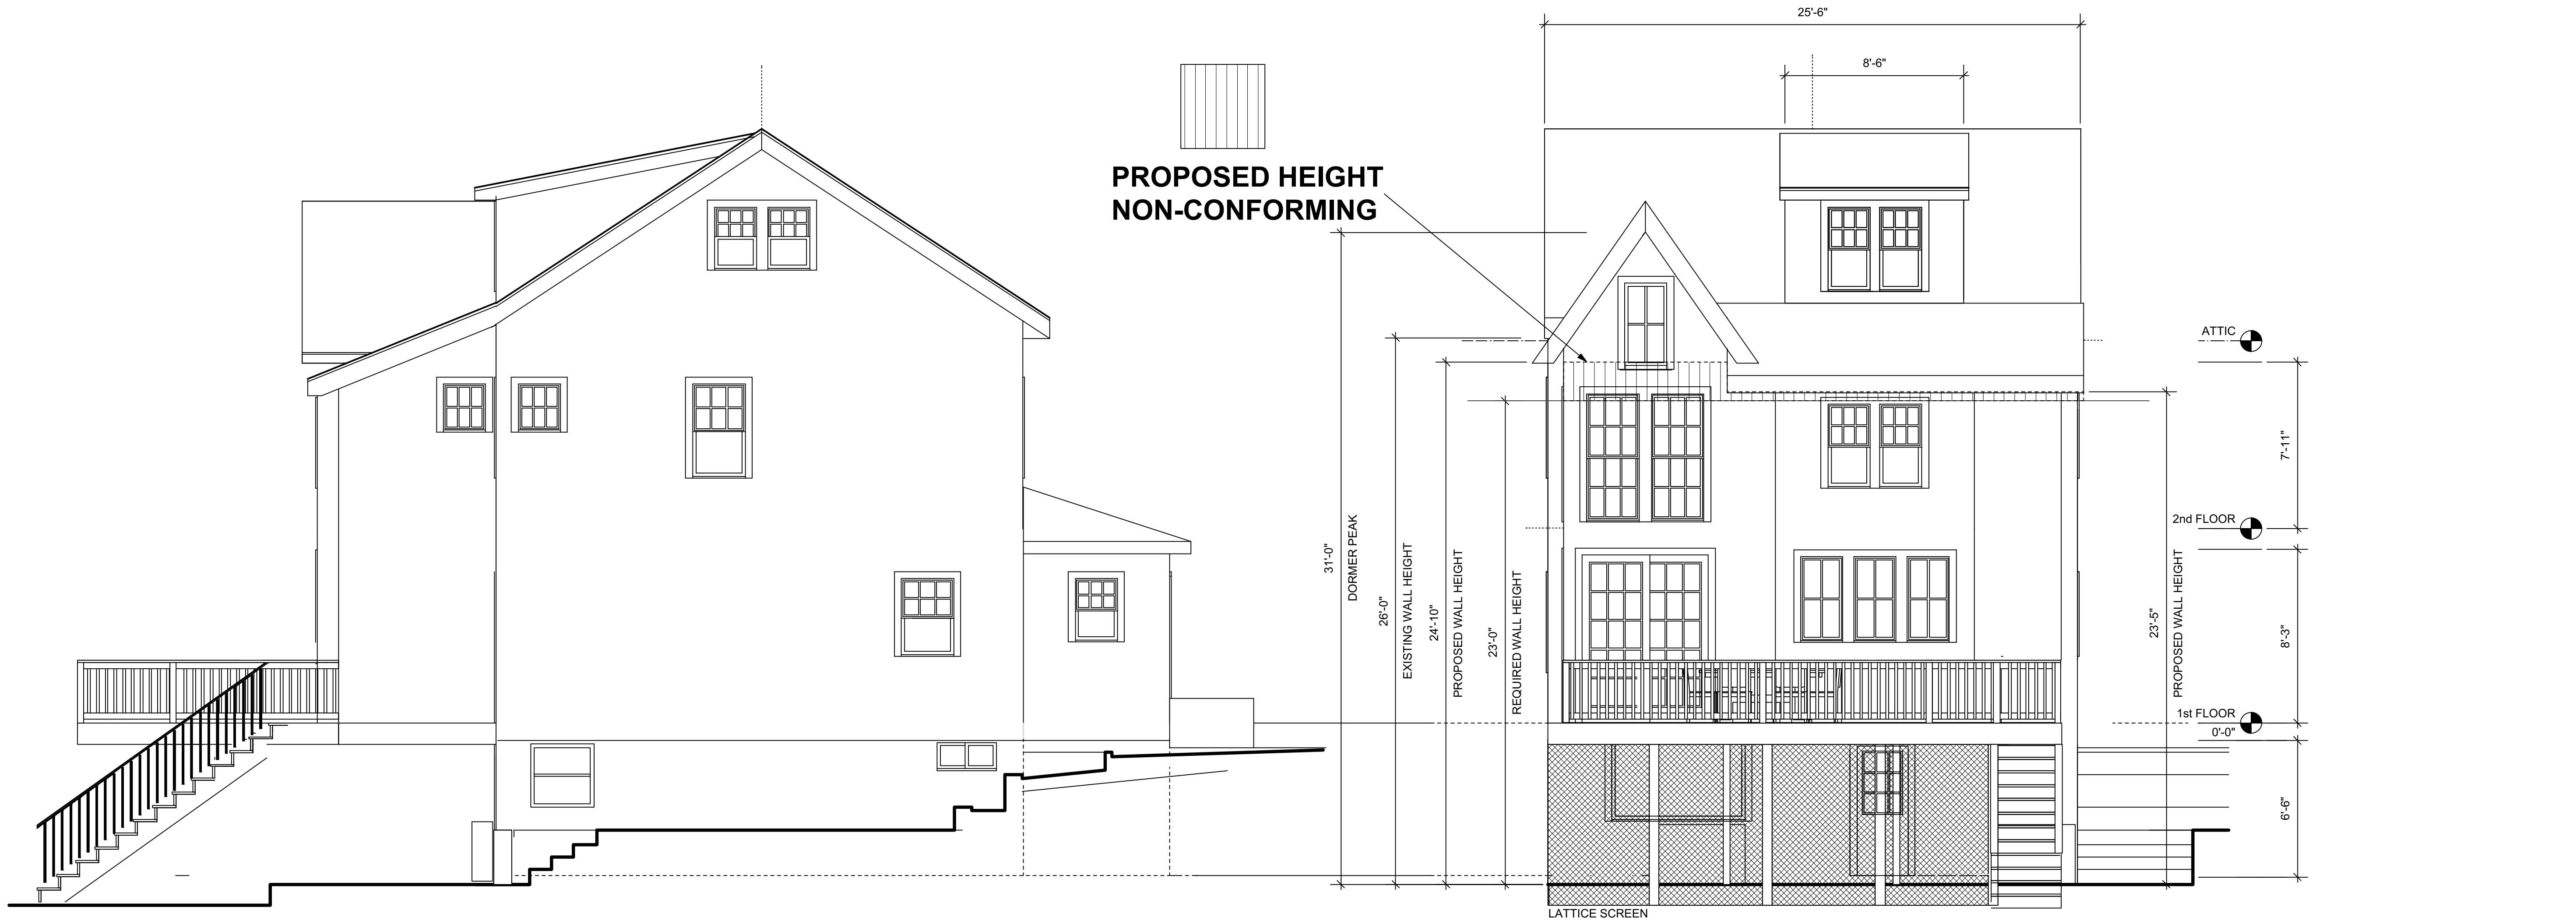 25'-6"
8'-6"
PROPOSED HEIGHT
NON-CONFORMING
31'-0"
DORMER PEAK
26'-0"
EXISTING WALL HEIGHT
24'-10"
PROPOSED WALL HEIGHT
23'-0"
REQUIRED WALL HEIGHT
23'-5"
PROPOSED WALL HEIGHT
ATTIC
7'-11"
2nd FLOOR
8'-3"
1st FLOOR
0'-0"
6'-6"
LATTICE SCREEN